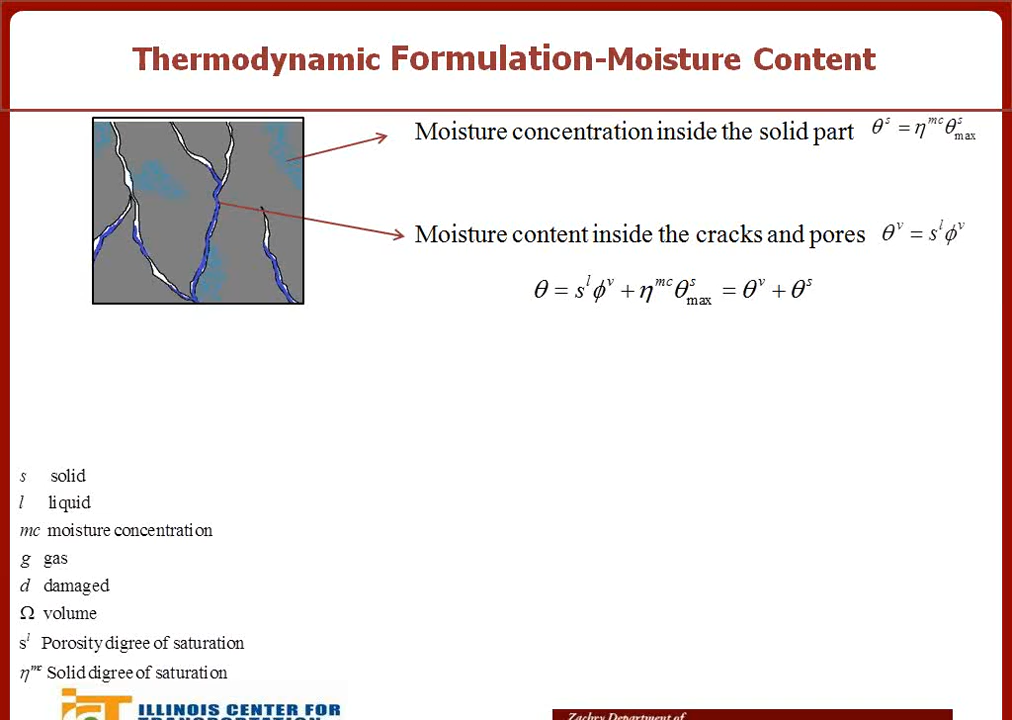 Thermodynamic Formulation-Moisture Content
Moisture concentration inside the solid part θ^s = η^mc θ^s_max
Moisture content inside the cracks and pores θ^v = s^l ϕ^v
θ = s^l ϕ^v + η^mc θ^s_max = θ^v + θ^s
s solid
l liquid
mc moisture concentration
g gas
d damaged
Ω volume
s^l Porosity digree of saturation
η^mc Solid digree of saturation
ICT ILLINOIS CENTER FOR
TRANSPORTATION
Zachry Department of